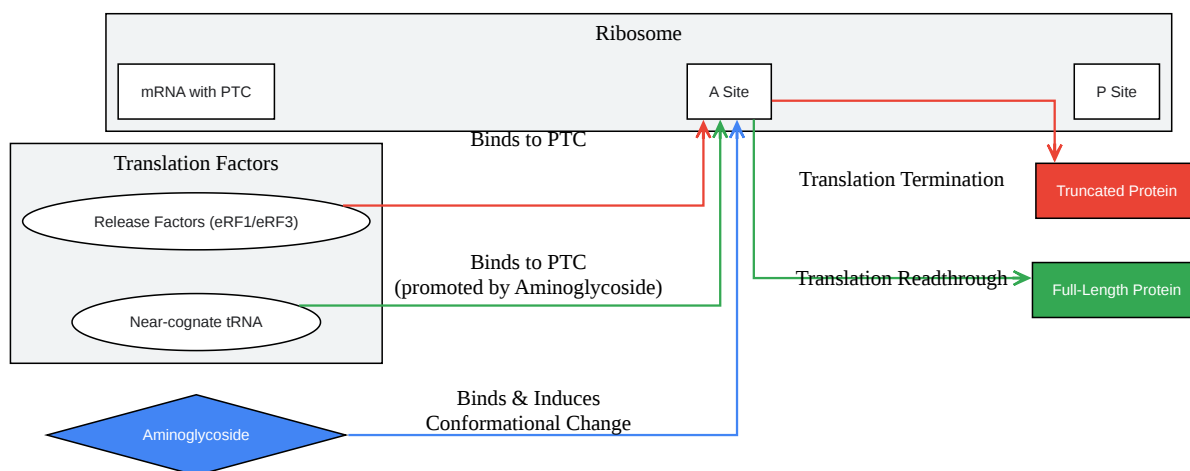 Ribosome
mRNA with PTC
A Site
P Site
Binds to PTC
Translation Factors
Translation Termination
Truncated Protein
Release Factors (eRF1/eRF3)
Binds to PTC
(promoted by Aminoglycoside)
Translation Readthrough
Full-Length Protein
Near-cognate tRNA
Binds & Induces
Conformational Change
Aminoglycoside